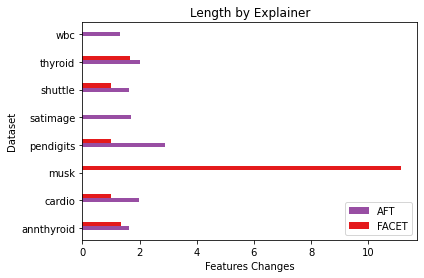 Length by Explainer
Dataset
wbc
thyroid
shuttle
satimage
pendigits
musk
cardio
annthyroid
AFT
FACET
0 2 4 6 8 10
Features Changes